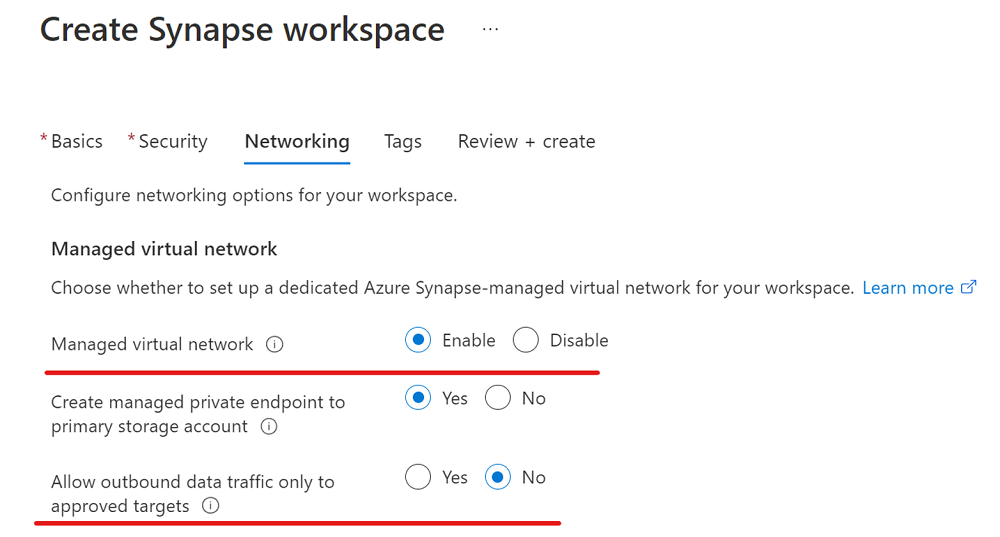 Create Synapse workspace ...
* Basics * Security Networking Tags Review + create
Configure networking options for your workspace.
Managed virtual network
Choose whether to set up a dedicated Azure Synapse-managed virtual network for your workspace. Learn more
Managed virtual network Enable Disable
Create managed private endpoint to
primary storage account Yes No
Allow outbound data traffic only to
approved targets Yes No